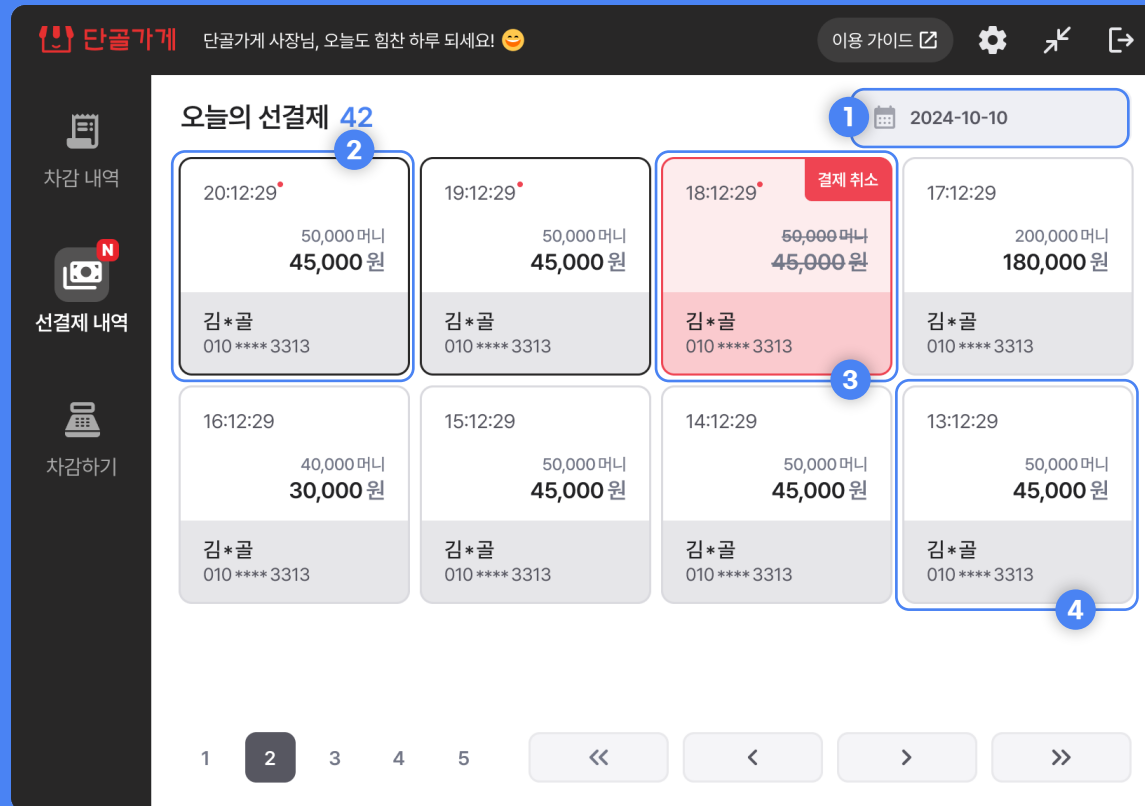 단골가게
단골가게 사장님, 오늘도 힘찬 하루 되세요!
이용 가이드
차감 내역
N
선결제 내역
차감하기
오늘의 선결제 42
1
2024-10-10
2
20:12:29
50,000 머니
45,000 원
김*골
010 **** 3313
19:12:29
50,000 머니
45,000 원
김*골
010 **** 3313
18:12:29
결제 취소
50,000 머니
45,000 원
김*골
010 **** 3313
3
17:12:29
200,000 머니
180,000 원
김*골
010 **** 3313
16:12:29
40,000 머니
30,000 원
김*골
010 **** 3313
15:12:29
50,000 머니
45,000 원
김*골
010 **** 3313
14:12:29
50,000 머니
45,000 원
김*골
010 **** 3313
13:12:29
50,000 머니
45,000 원
김*골
010 **** 3313
4
1 2 3 4 5